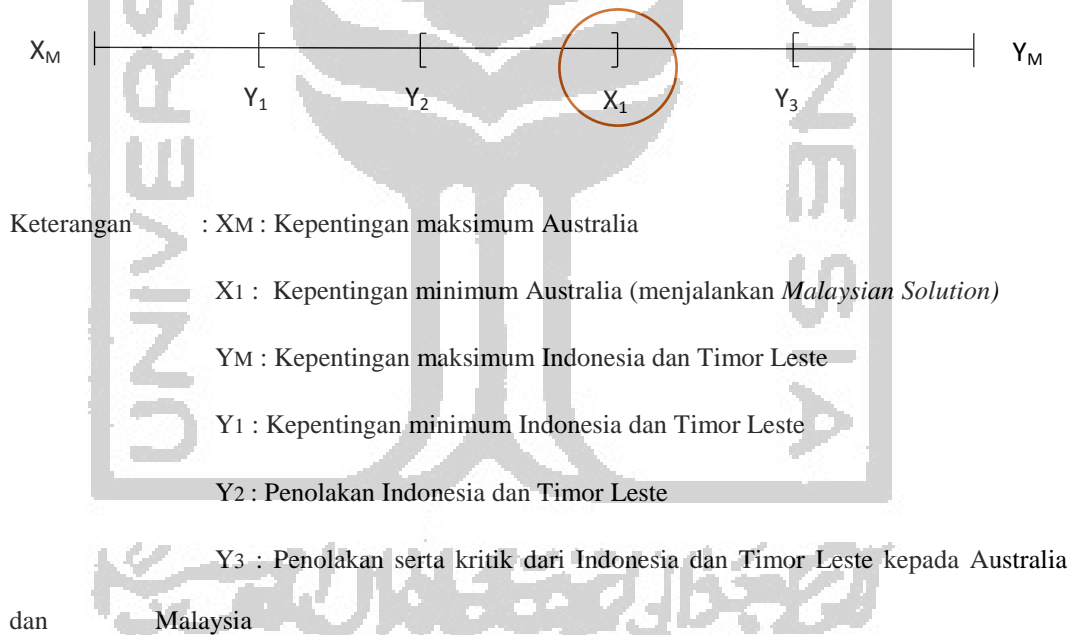 X_M Y_M
Y_1 Y_2 X_1 Y_3
Keterangan : XM : Kepentingan maksimum Australia
X1 : Kepentingan minimum Australia (menjalankan Malaysian Solution)
YM : Kepentingan maksimum Indonesia dan Timor Leste
Y1 : Kepentingan minimum Indonesia dan Timor Leste
Y2 : Penolakan Indonesia dan Timor Leste
Y3 : Penolakan serta kritik dari Indonesia dan Timor Leste kepada Australia
dan Malaysia